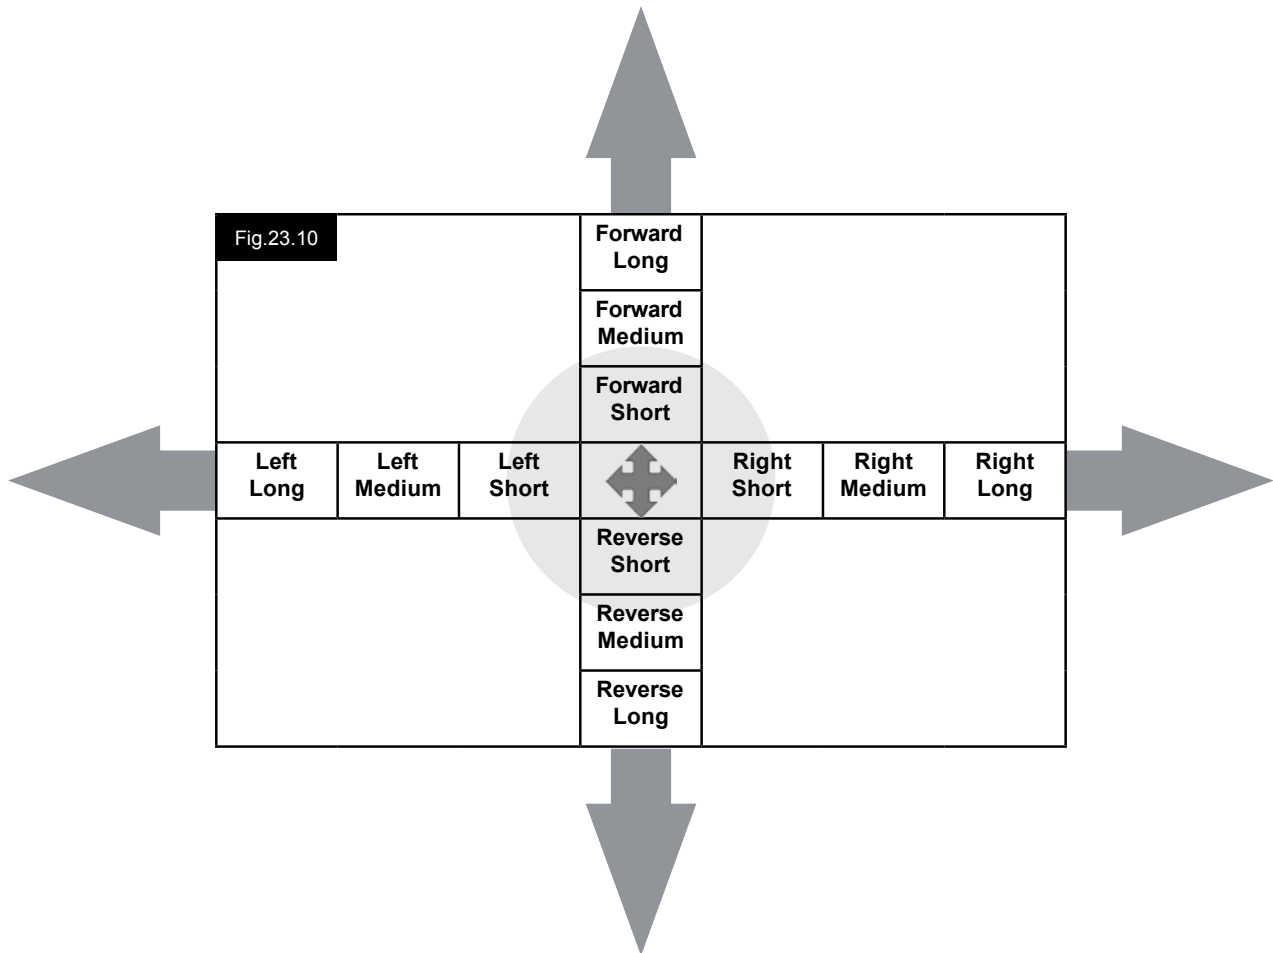 Fig.23.10
Forward
Long
Forward
Medium
Forward
Short
Left
Long
Left
Medium
Left
Short
Right
Short
Right
Medium
Right
Long
Reverse
Short
Reverse
Medium
Reverse
Long